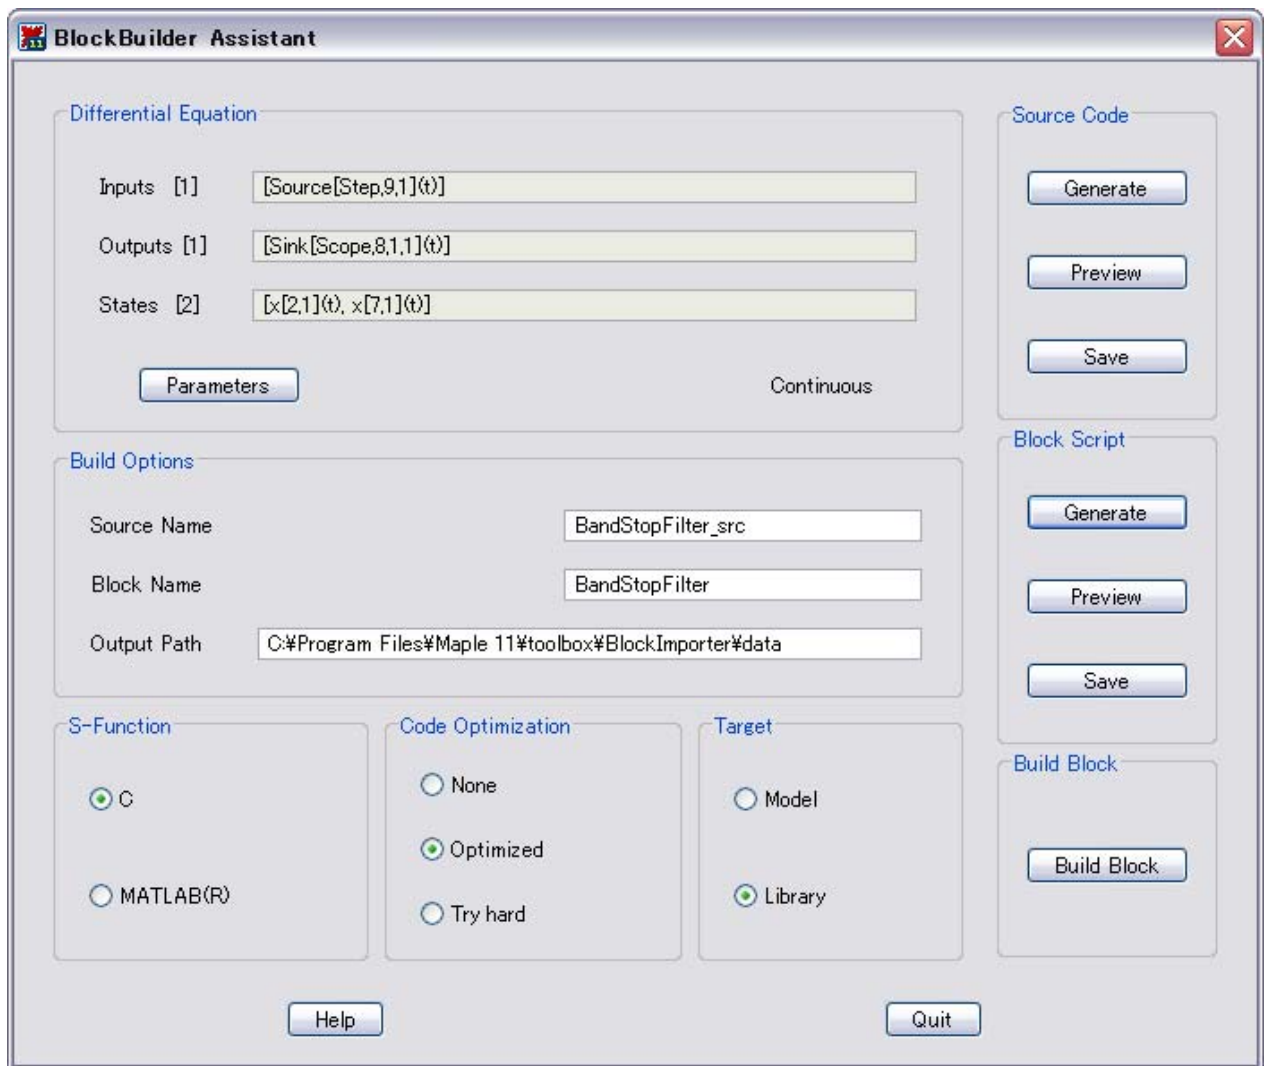 BlockBuilder Assistant
Differential Equation
Inputs [1] [Source[Step,9,1](t)]
Outputs [1] [Sink[Scope,8,1,1](t)]
States [2] [x[2,1](t), x[7,1](t)]
Parameters
Continuous
Build Options
Source Name BandStopFilter_src
Block Name BandStopFilter
Output Path C:¥Program Files¥Maple 11¥toolbox¥BlockImporter¥data
S-Function
C
MATLAB(R)
Code Optimization
None
Optimized
Try hard
Target
Model
Library
Source Code
Generate
Preview
Save
Block Script
Generate
Preview
Save
Build Block
Build Block
Help
Quit